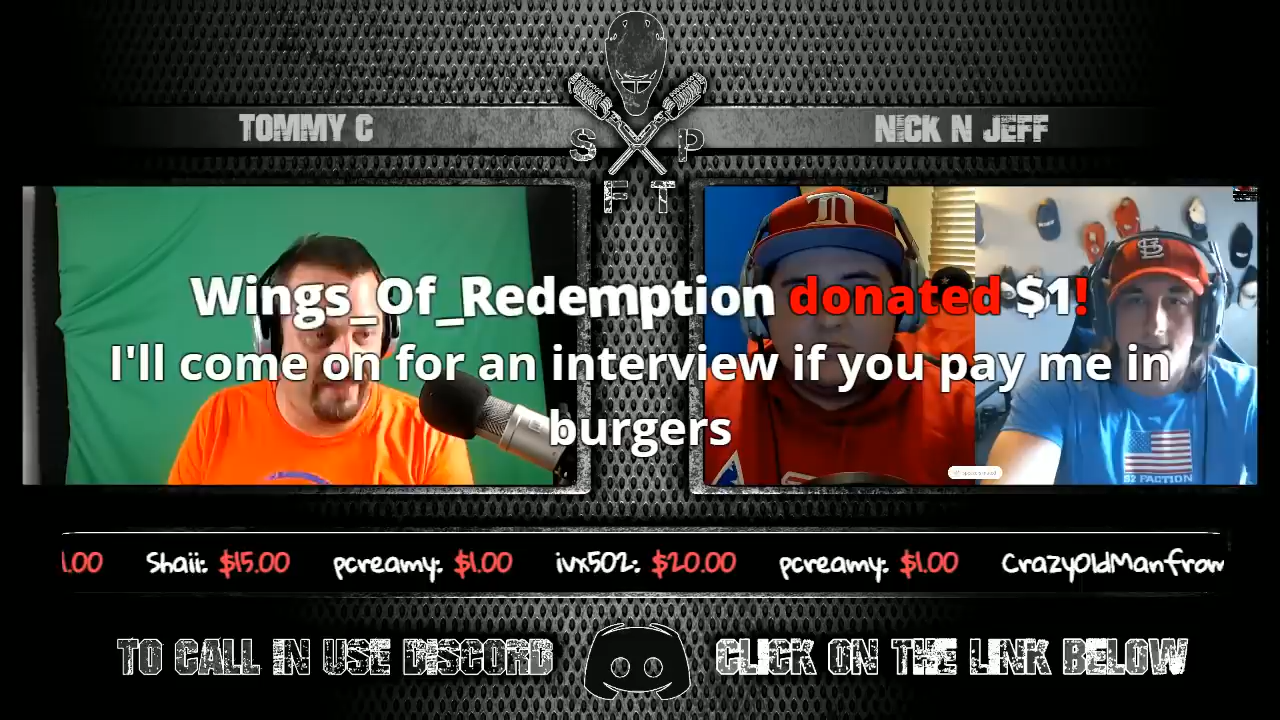 TOMMY C
NICK N JEFF
S P
F T
Wings_Of_Redemption donated $1!
I'll come on for an interview if you pay me in
burgers
1.00 Shaii: $15.00 pcreamy: $1.00 ivx502: $20.00 pcreamy: $1.00 CrazyOldManfrom
TO CALL IN USE DISCORD
CLICK ON THE LINK BELOW